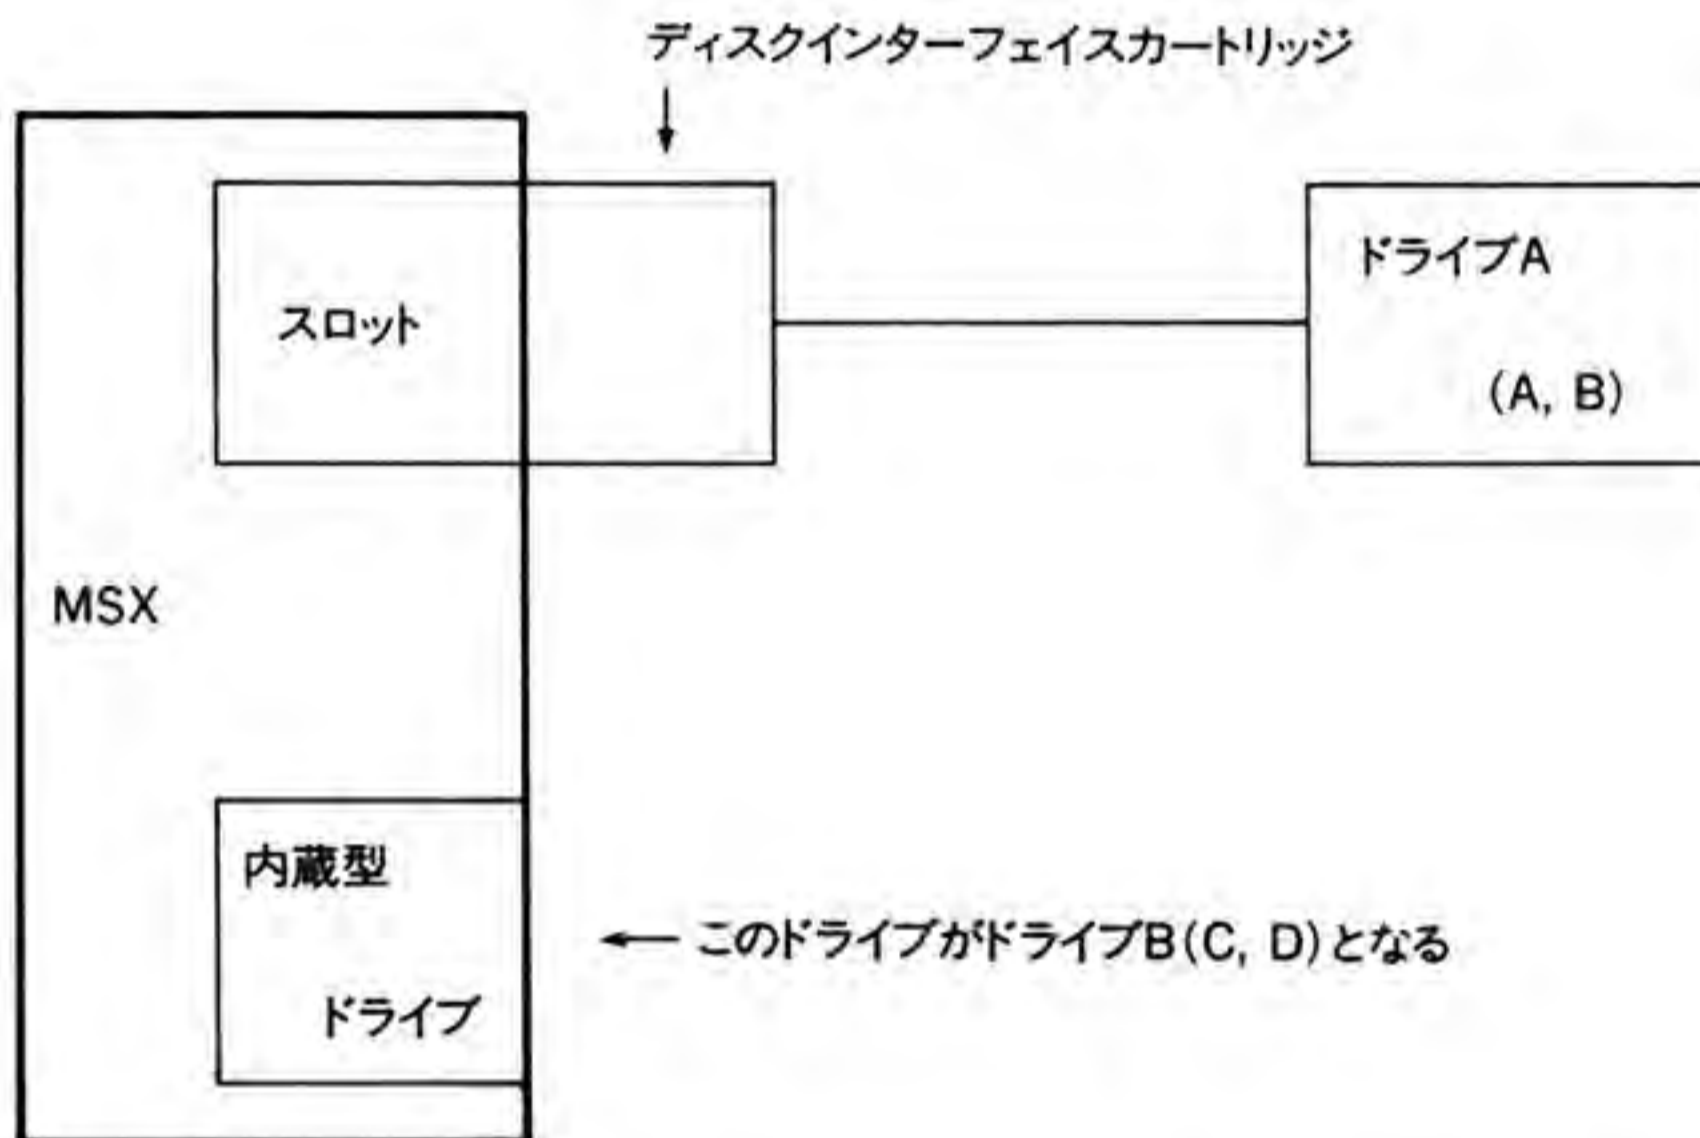 ディスクインターフェイスカートリッジ
スロット
ドライブA
(A, B)
MSX
内蔵型
ドライブ
このドライブがドライブB(C, D)となる